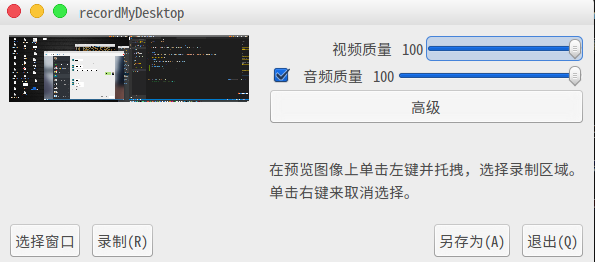 recordMyDesktop
视频质量 100
音频质量 100
高级
在预览图像上单击左键并托拽，选择录制区域。
单击右键来取消选择。
选择窗口 录制(R) 另存为(A) 退出(Q)